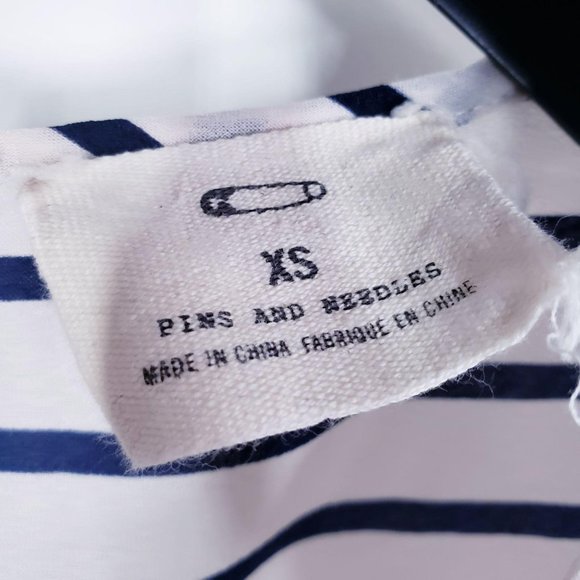 XS
PINS AND NEEDLES
MADE IN CHINA FABRIQUE EN CHINE